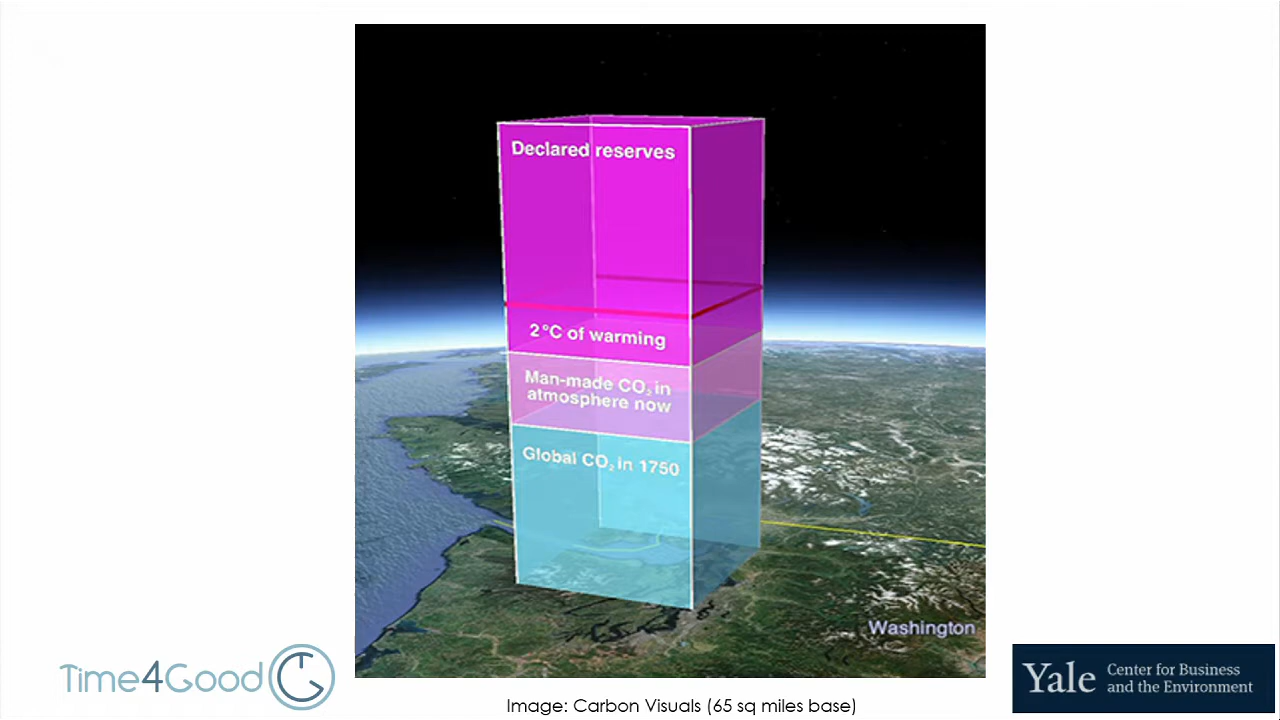 Declared reserves
2°C of warming
Man-made CO₂ in
atmosphere now
Global CO₂ in 1750
Washington
Time4Good
Yale
Center for Business
and the Environment
Image: Carbon Visuals (65 sq miles base)